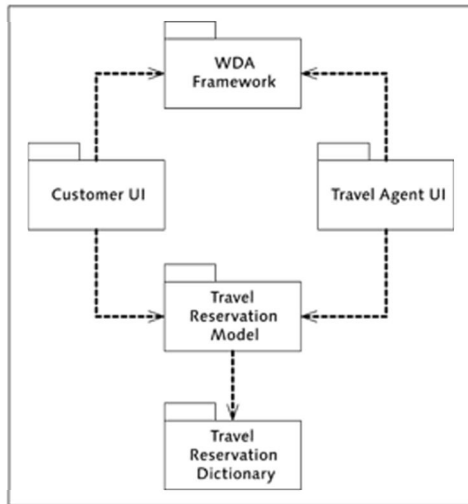 WDA
Framework
Customer UI
Travel Agent UI
Travel
Reservation
Model
Travel
Reservation
Dictionary